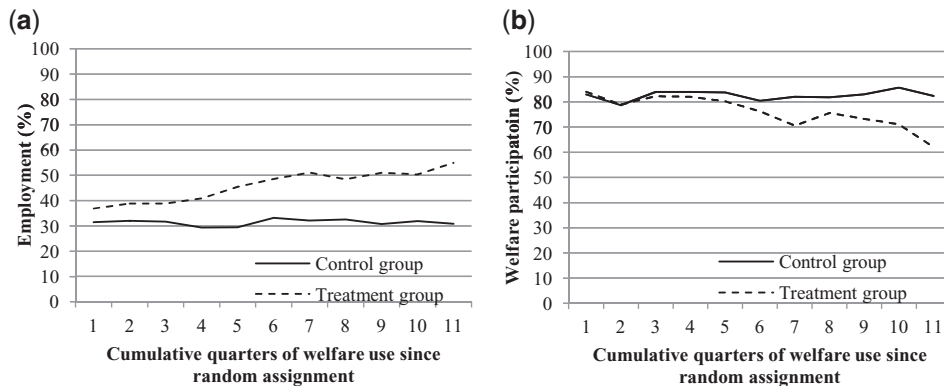 (a)
100
90
80
70
60
50
40
30
20
10
0
Employment (%)
Control group
Treatment group
1 2 3 4 5 6 7 8 9 10 11
Cumulative quarters of welfare use since
random assignment
(b)
100
90
80
70
60
50
40
30
20
10
0
Welfare participatoin (%)
Control group
Treatment group
1 2 3 4 5 6 7 8 9 10 11
Cumulative quarters of welfare use since
random assignment